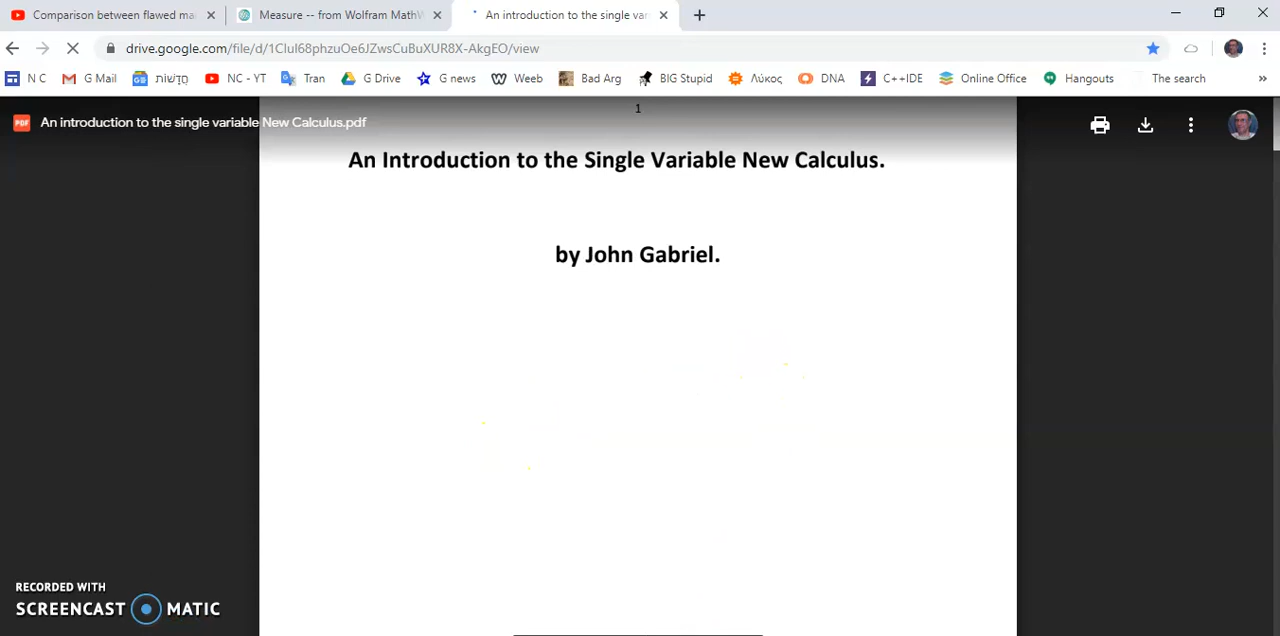 Comparison between flawed ma
Measure -- from Wolfram MathW
An introduction to the single var
drive.google.com/file/d/1CluI68phzuOe6JZwsCuBuXUR8X-AkgEO/view
N C G Mail חֲדָשׁוֹת NC - YT Tran G Drive G news Weeb Bad Arg BIG Stupid Λύκος DNA C++IDE Online Office Hangouts The search »
1
PDF An introduction to the single variable New Calculus.pdf
An Introduction to the Single Variable New Calculus.
by John Gabriel.
RECORDED WITH
SCREENCAST MATIC